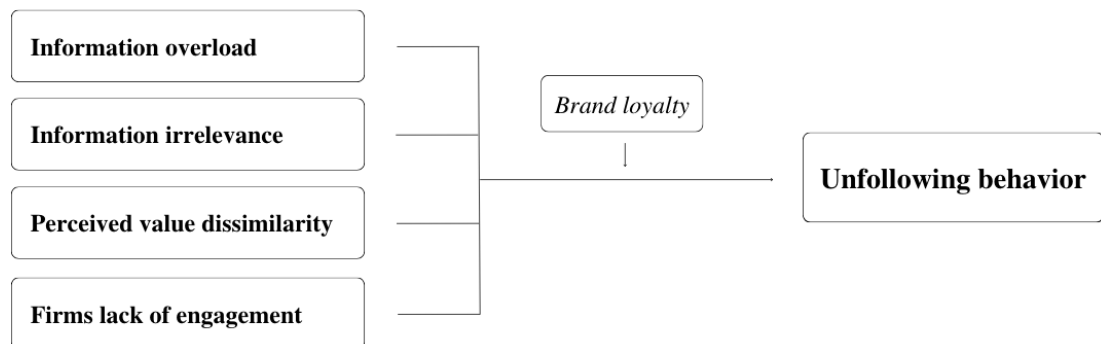 Information overload
Information irrelevance
Perceived value dissimilarity
Firms lack of engagement
Brand loyalty
Unfollowing behavior